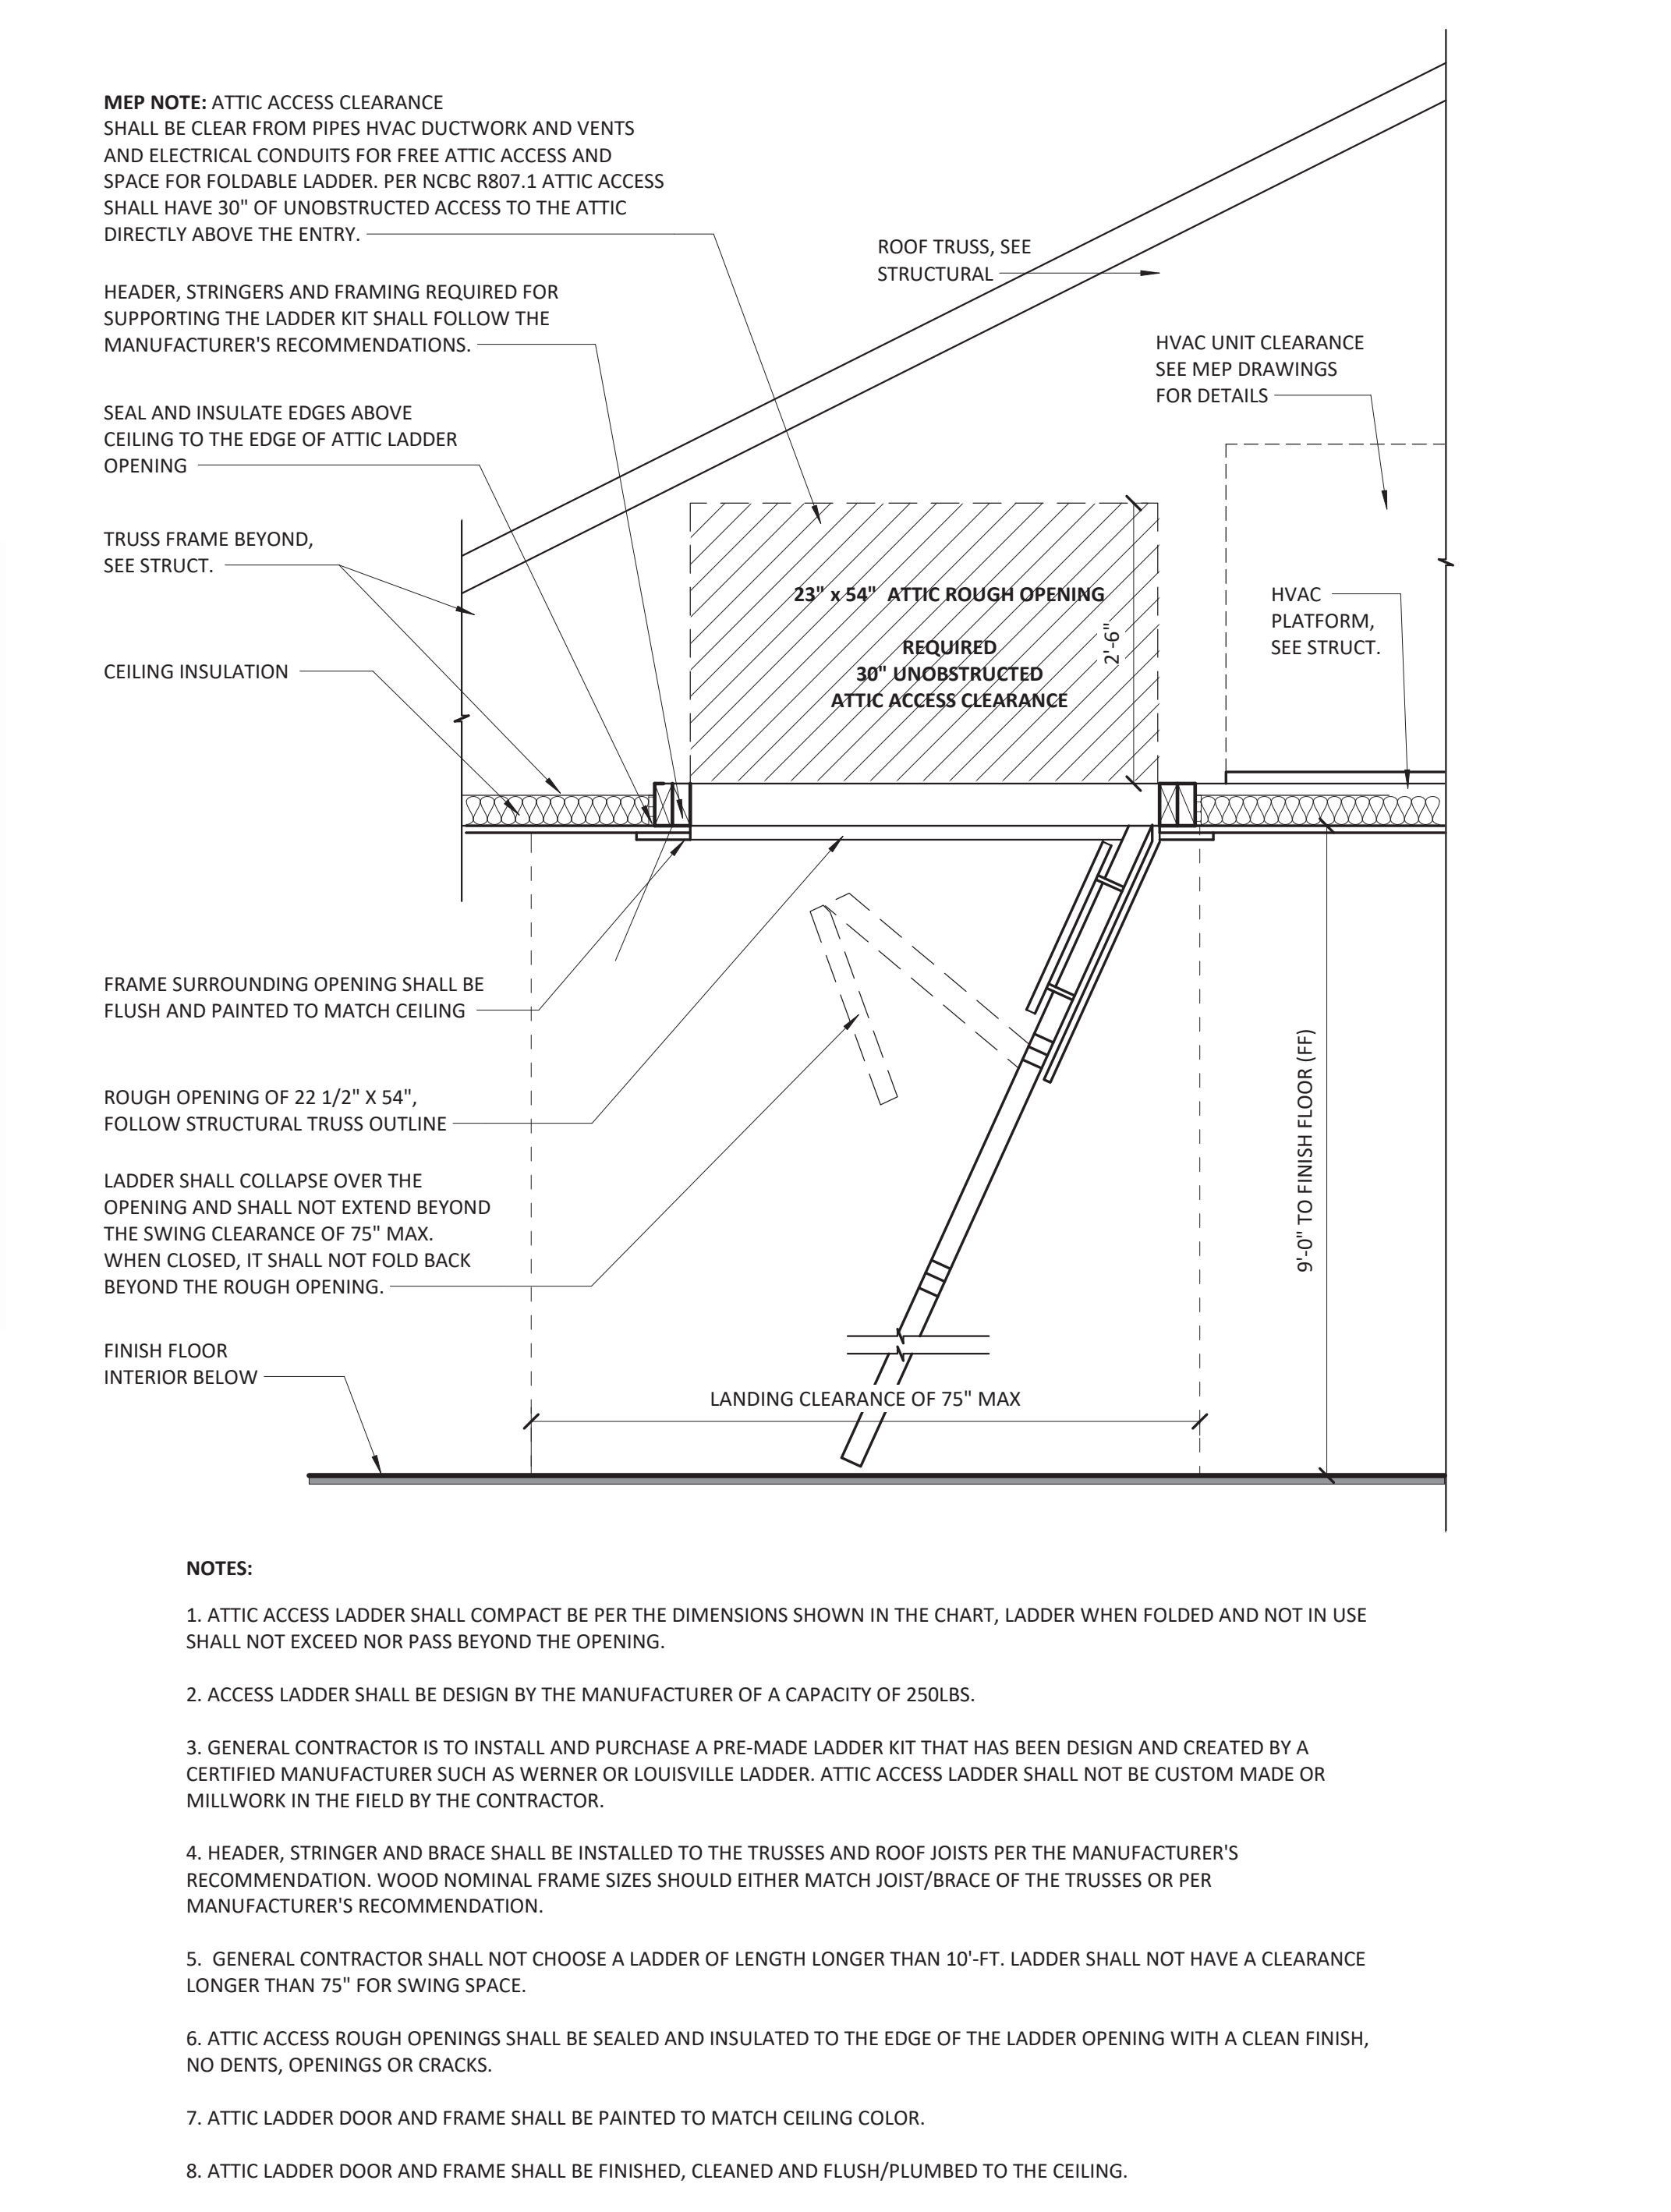 MEP NOTE: ATTIC ACCESS CLEARANCE
SHALL BE CLEAR FROM PIPES HVAC DUCTWORK AND VENTS
AND ELECTRICAL CONDUITS FOR FREE ATTIC ACCESS AND
SPACE FOR FOLDABLE LADDER. PER NCBC R807.1 ATTIC ACCESS
SHALL HAVE 30" OF UNOBSTRUCTED ACCESS TO THE ATTIC
DIRECTLY ABOVE THE ENTRY.
ROOF TRUSS, SEE
STRUCTURAL
HEADER, STRINGERS AND FRAMING REQUIRED FOR
SUPPORTING THE LADDER KIT SHALL FOLLOW THE
MANUFACTURER'S RECOMMENDATIONS.
HVAC UNIT CLEARANCE
SEE MEP DRAWINGS
FOR DETAILS
SEAL AND INSULATE EDGES ABOVE
CEILING TO THE EDGE OF ATTIC LADDER
OPENING
TRUSS FRAME BEYOND,
SEE STRUCT.
23" x 54" ATTIC ROUGH OPENING
REQUIRED
30" UNOBSTRUCTED
ATTIC ACCESS CLEARANCE
2'-6"
HVAC
PLATFORM,
SEE STRUCT.
CEILING INSULATION
FRAME SURROUNDING OPENING SHALL BE
FLUSH AND PAINTED TO MATCH CEILING
ROUGH OPENING OF 22 1/2" X 54",
FOLLOW STRUCTURAL TRUSS OUTLINE
9'-0" TO FINISH FLOOR (FF)
LADDER SHALL COLLAPSE OVER THE
OPENING AND SHALL NOT EXTEND BEYOND
THE SWING CLEARANCE OF 75" MAX.
WHEN CLOSED, IT SHALL NOT FOLD BACK
BEYOND THE ROUGH OPENING.
FINISH FLOOR
INTERIOR BELOW
LANDING CLEARANCE OF 75" MAX
NOTES:
1. ATTIC ACCESS LADDER SHALL COMPACT BE PER THE DIMENSIONS SHOWN IN THE CHART, LADDER WHEN FOLDED AND NOT IN USE
SHALL NOT EXCEED NOR PASS BEYOND THE OPENING.
2. ACCESS LADDER SHALL BE DESIGN BY THE MANUFACTURER OF A CAPACITY OF 250LBS.
3. GENERAL CONTRACTOR IS TO INSTALL AND PURCHASE A PRE-MADE LADDER KIT THAT HAS BEEN DESIGN AND CREATED BY A
CERTIFIED MANUFACTURER SUCH AS WERNER OR LOUISVILLE LADDER. ATTIC ACCESS LADDER SHALL NOT BE CUSTOM MADE OR
MILLWORK IN THE FIELD BY THE CONTRACTOR.
4. HEADER, STRINGER AND BRACE SHALL BE INSTALLED TO THE TRUSSES AND ROOF JOISTS PER THE MANUFACTURER'S
RECOMMENDATION. WOOD NOMINAL FRAME SIZES SHOULD EITHER MATCH JOIST/BRACE OF THE TRUSSES OR PER
MANUFACTURER'S RECOMMENDATION.
5. GENERAL CONTRACTOR SHALL NOT CHOOSE A LADDER OF LENGTH LONGER THAN 10'-FT. LADDER SHALL NOT HAVE A CLEARANCE
LONGER THAN 75" FOR SWING SPACE.
6. ATTIC ACCESS ROUGH OPENINGS SHALL BE SEALED AND INSULATED TO THE EDGE OF THE LADDER OPENING WITH A CLEAN FINISH,
NO DENTS, OPENINGS OR CRACKS.
7. ATTIC LADDER DOOR AND FRAME SHALL BE PAINTED TO MATCH CEILING COLOR.
8. ATTIC LADDER DOOR AND FRAME SHALL BE FINISHED, CLEANED AND FLUSH/PLUMBED TO THE CEILING.